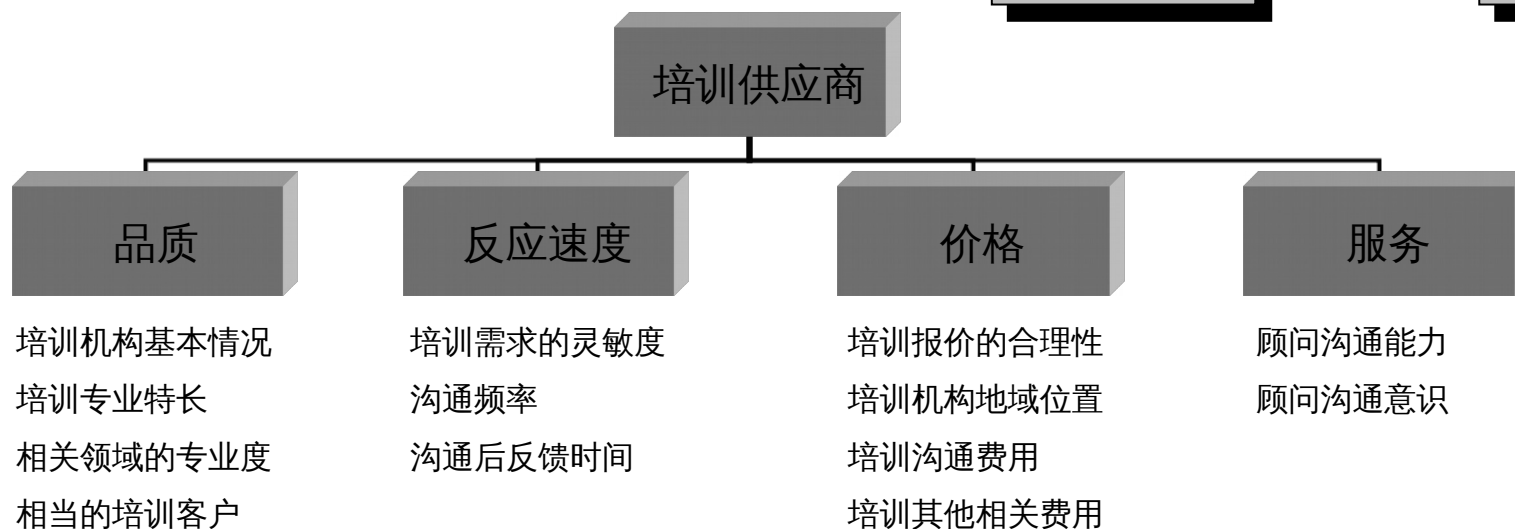 培训供应商
品质
反应速度
价格
服务
培训机构基本情况
培训专业特长
相关领域的专业度
相当的培训客户
培训需求的灵敏度
沟通频率
沟通后反馈时间
培训报价的合理性
培训机构地域位置
培训沟通费用
培训其他相关费用
顾问沟通能力
顾问沟通意识